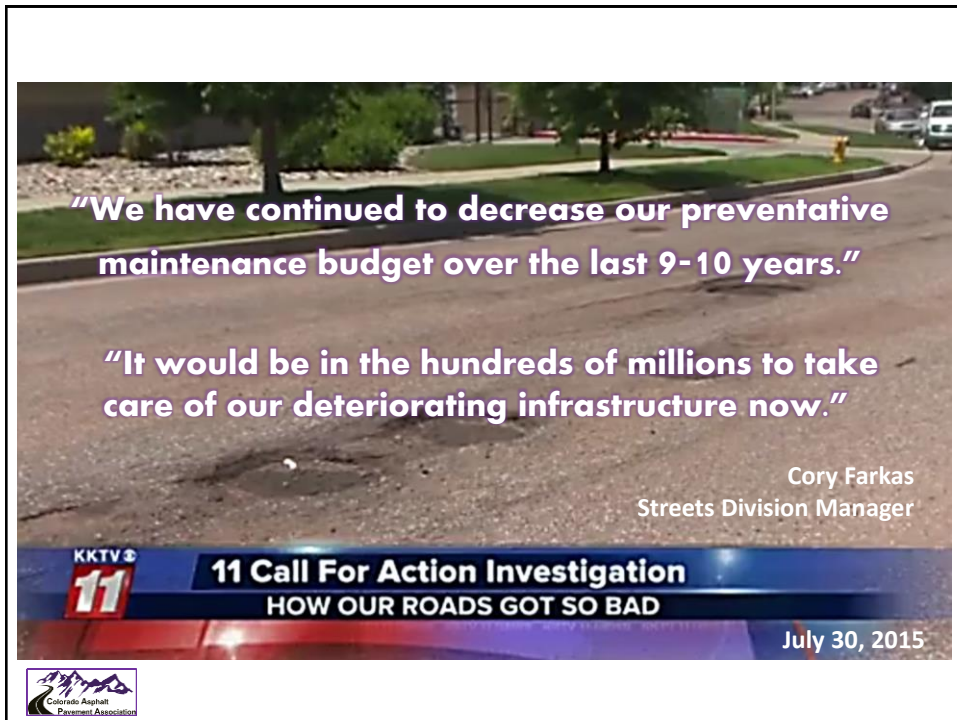 “We have continued to decrease our preventative
maintenance budget over the last 9-10 years.”
“It would be in the hundreds of millions to take
care of our deteriorating infrastructure now.”
Cory Farkas
Streets Division Manager
KKTV
11
11 Call For Action Investigation
HOW OUR ROADS GOT SO BAD
July 30, 2015
Colorado Asphalt
Pavement Association